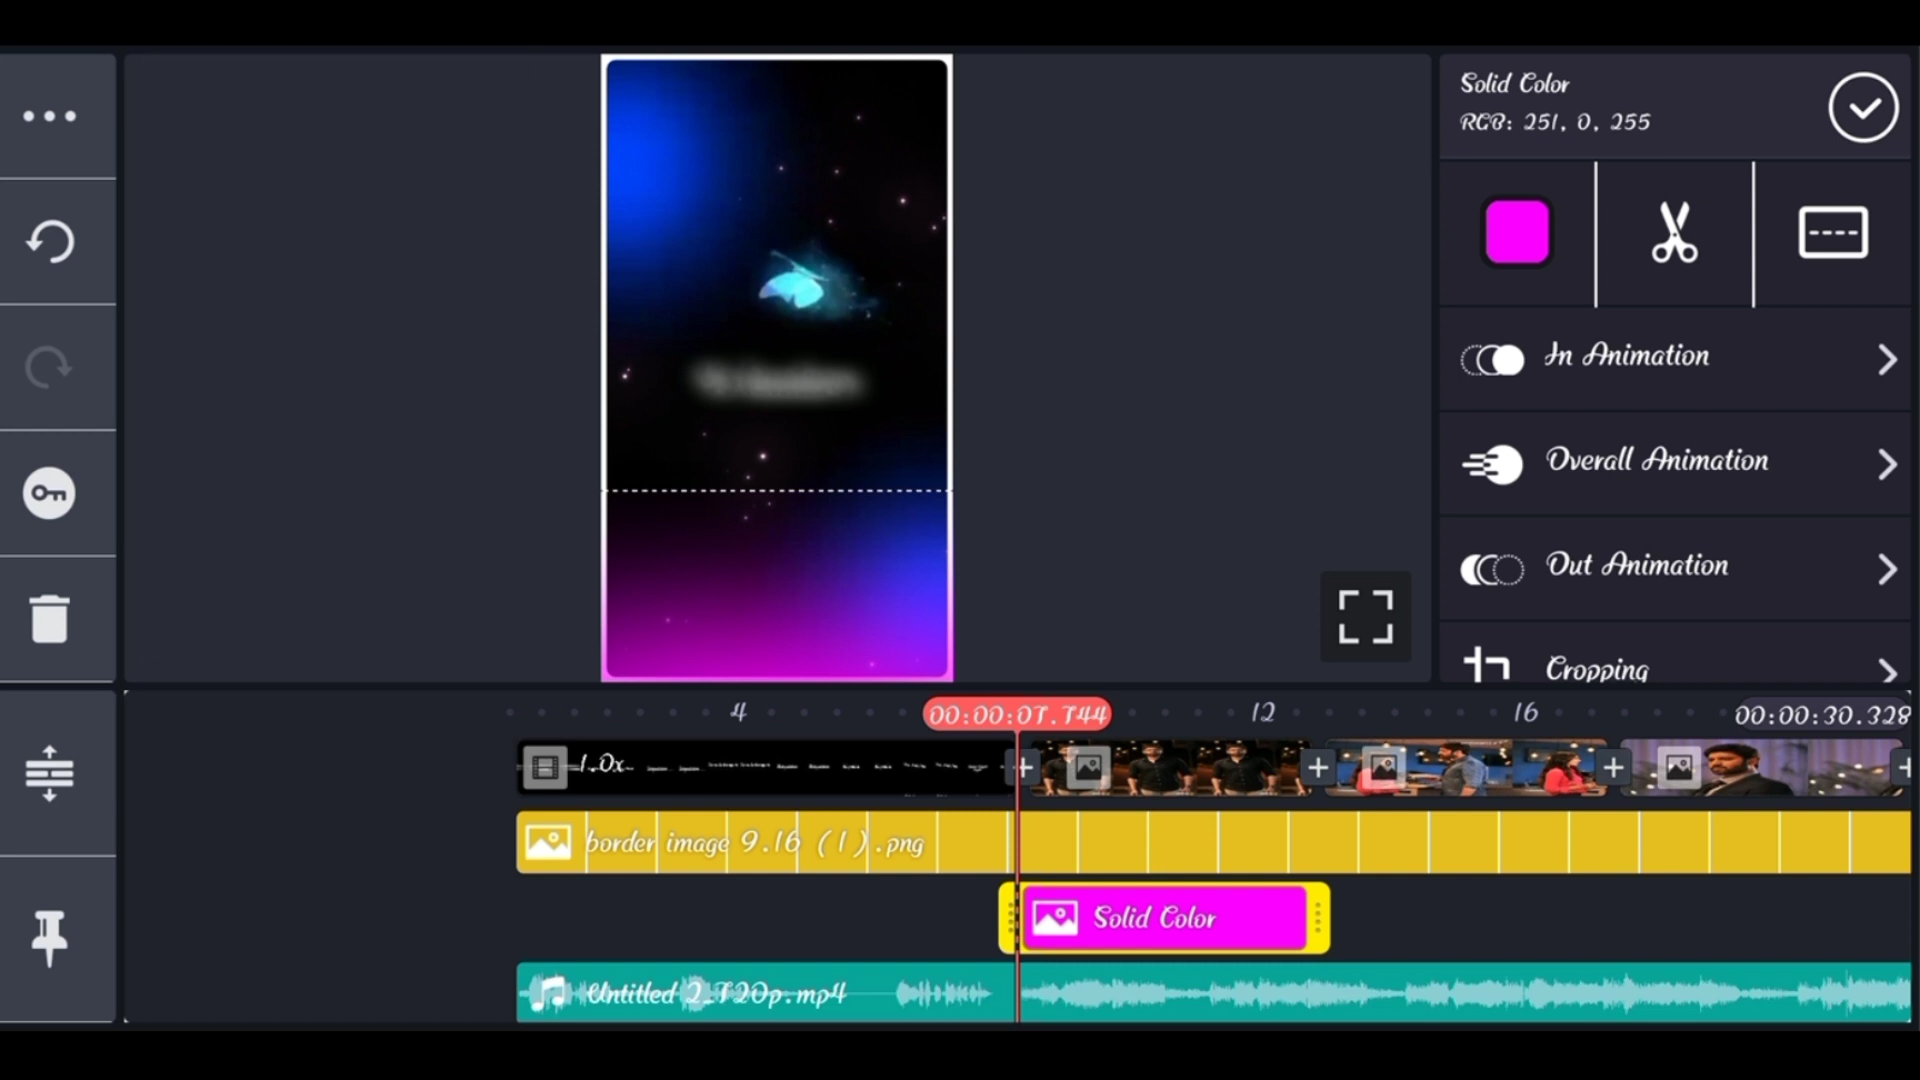 Solid Color
RGB: 251, 0, 255
In Animation
Overall Animation
Out Animation
Cropping
4
00:00:07.744
12
16
00:00:30.328
1.0x
border image 9.16 (1).png
Solid Color
Untitled 2_720p.mp4